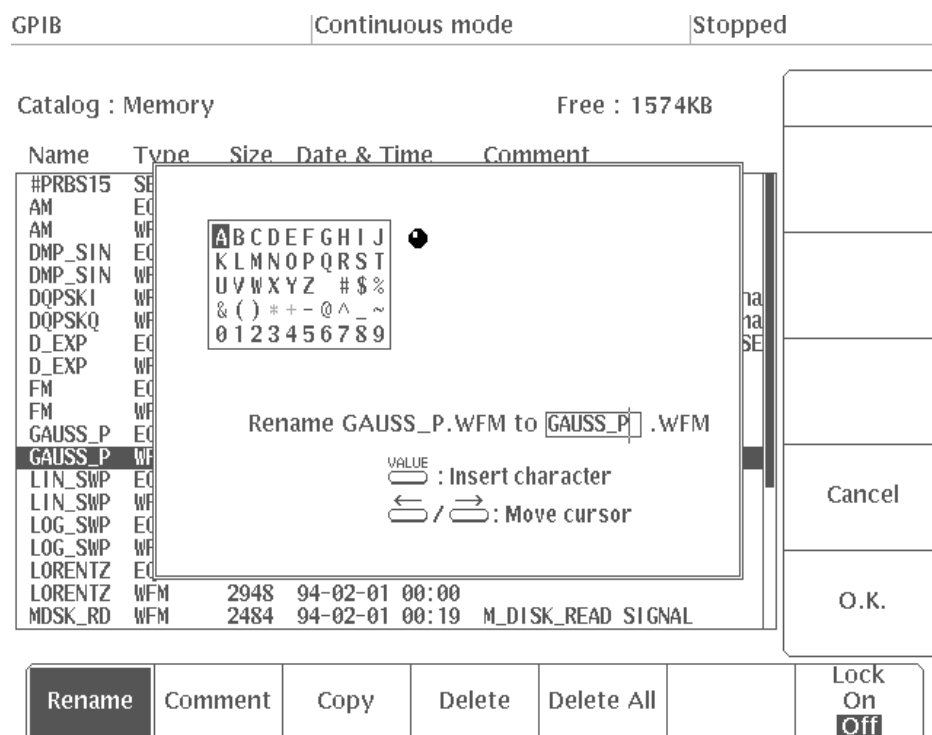 GPIB Continuous mode Stopped
Catalog : Memory Free : 1574KB
Name Type Size Date & Time Comment
#PRBS15
AM
AM
DMP_SIN
DMP_SIN
DQPSKI
DQPSKQ
D_EXP
D_EXP
FM
FM
GAUSS_P
GAUSS_P
LIN_SWP
LIN_SWP
LOG_SWP
LOG_SWP
LORENTZ
LORENTZ WFM 2948 94-02-01 00:00
MDSK_RD WFM 2484 94-02-01 00:19 M_DISK_READ SIGNAL
A B C D E F G H I J
K L M N O P Q R S T
U V W X Y Z # $ %
& ( ) * + - @ ^ _ ~
0 1 2 3 4 5 6 7 8 9
Rename GAUSS_P.WFM to GAUSS_P .WFM
VALUE
: Insert character
← / → : Move cursor
Cancel
O.K.
Rename Comment Copy Delete Delete All
Lock
On
Off